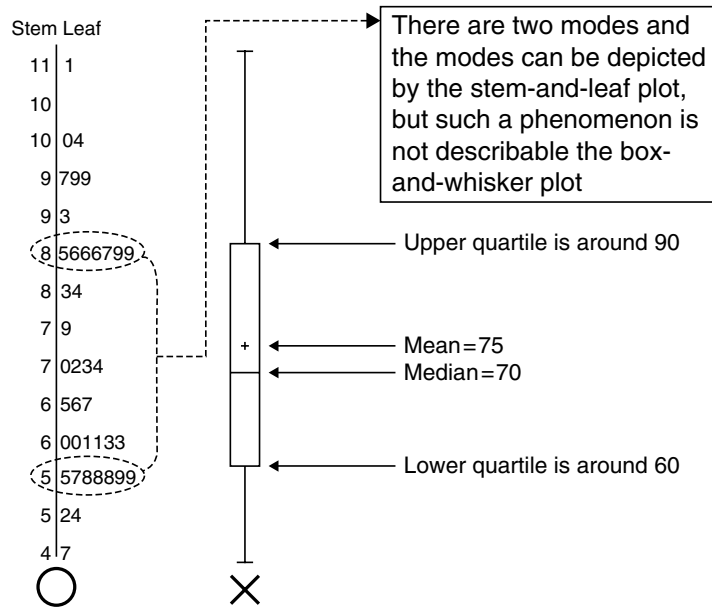 Stem Leaf
11 1
10
10 04
9 799
9 3
8 5666799
8 34
7 9
7 0234
6 567
6 001133
5 5788899
5 24
4 7
There are two modes and
the modes can be depicted
by the stem-and-leaf plot,
but such a phenomenon is
not describable the box-
and-whisker plot
Upper quartile is around 90
Mean=75
Median=70
Lower quartile is around 60